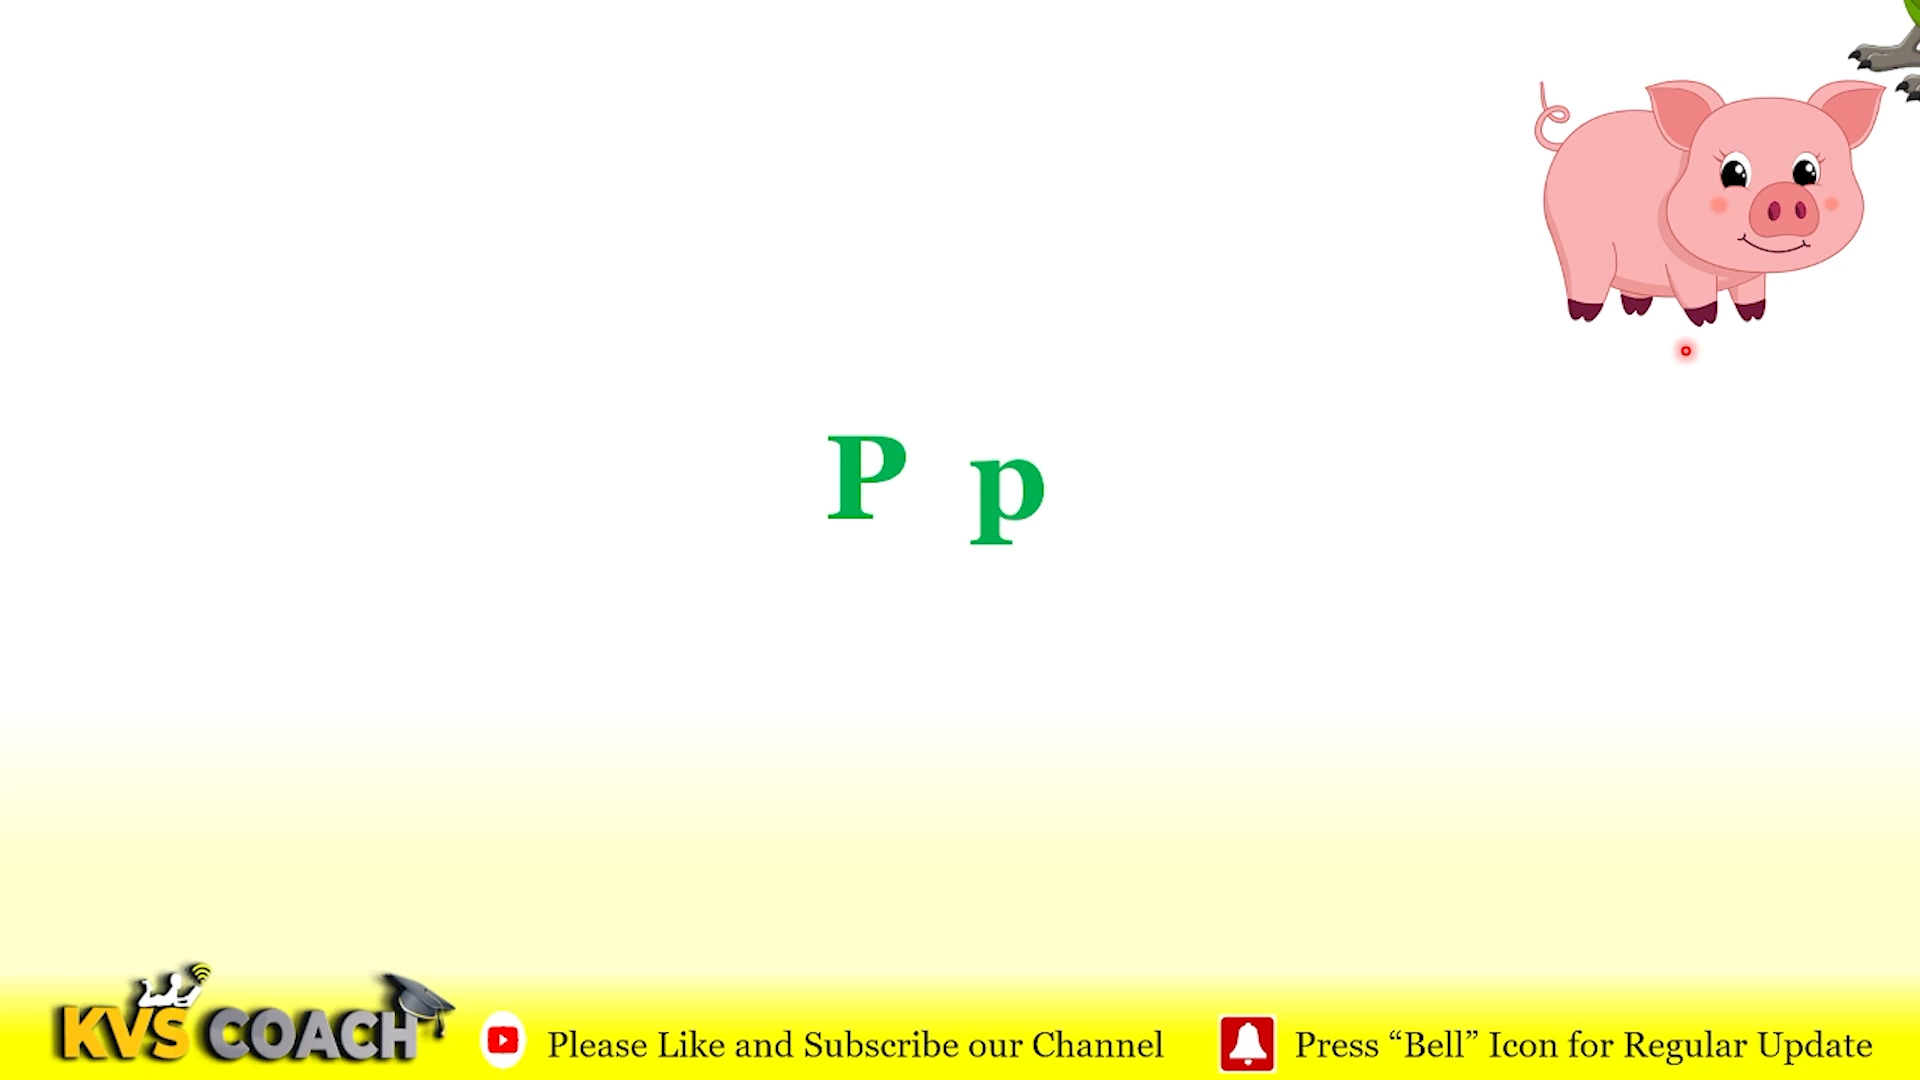 P p
KVS COACH
Please Like and Subscribe our Channel
Press “Bell” Icon for Regular Update